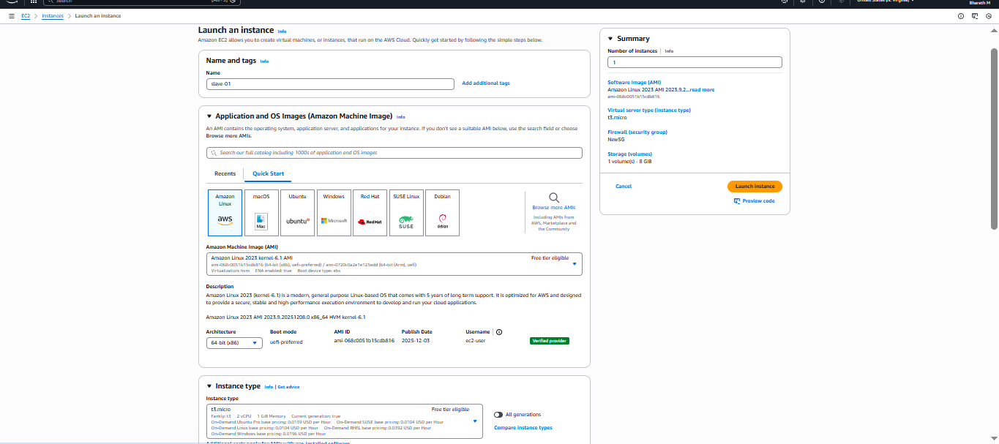 Search
[Alt+S]
United States (N. Virginia)
Bharath M
EC2 > Instances > Launch an instance
Launch an instance Info
Amazon EC2 allows you to create virtual machines, or instances, that run on the AWS Cloud. Quickly get started by following the simple steps below.
Name and tags Info
Name
slave-01
Add additional tags
Application and OS Images (Amazon Machine Image) Info
An AMI contains the operating system, application server, and applications for your instance. If you don't see a suitable AMI below, use the search field or choose
Browse more AMIs.
Search our full catalog including 1000s of application and OS images
Recents
Quick Start
Amazon
Linux
aws
macOS
Mac
Ubuntu
ubuntu
Windows
Microsoft
Red Hat
Red Hat
SUSE Linux
SUSE
Debian
debian
Browse more AMIs
Including AMIs from
AWS, Marketplace and
the Community
Amazon Machine Image (AMI)
Amazon Linux 2023 kernel-6.1 AMI
Free tier eligible
ami-068c0051b15cdb816 (64-bit (x86), uefi-preferred) / ami-0720c0a2e1e125edd (64-bit (Arm), uefi)
Virtualization: hvm ENA enabled: true Root device type: ebs
Description
Amazon Linux 2023 (kernel-6.1) is a modern, general purpose Linux-based OS that comes with 5 years of long term support. It is optimized for AWS and designed
to provide a secure, stable and high-performance execution environment to develop and run your cloud applications.
Amazon Linux 2023 AMI 2023.9.20251208.0 x86_64 HVM kernel-6.1
Architecture
64-bit (x86)
Boot mode
uefi-preferred
AMI ID
ami-068c0051b15cdb816
Publish Date
2025-12-03
Username
ec2-user
Verified provider
Instance type Info | Get advice
Instance type
t3.micro
Free tier eligible
Family: t3 2 vCPU 1 GiB Memory Current generation: true
On-Demand Ubuntu Pro base pricing: 0.0139 USD per Hour On-Demand SUSE base pricing: 0.0104 USD per Hour
On-Demand Linux base pricing: 0.0104 USD per Hour On-Demand RHEL base pricing: 0.0392 USD per Hour
On-Demand Windows base pricing: 0.0196 USD per Hour
All generations
Compare instance types
Additional costs apply for AMIs with pre-installed software
Summary
Number of instances Info
1
Software Image (AMI)
Amazon Linux 2023 AMI 2023.9.2...read more
ami-068c0051b15cdb816
Virtual server type (instance type)
t3.micro
Firewall (security group)
NewSG
Storage (volumes)
1 volume(s) - 8 GiB
Cancel
Launch instance
Preview code